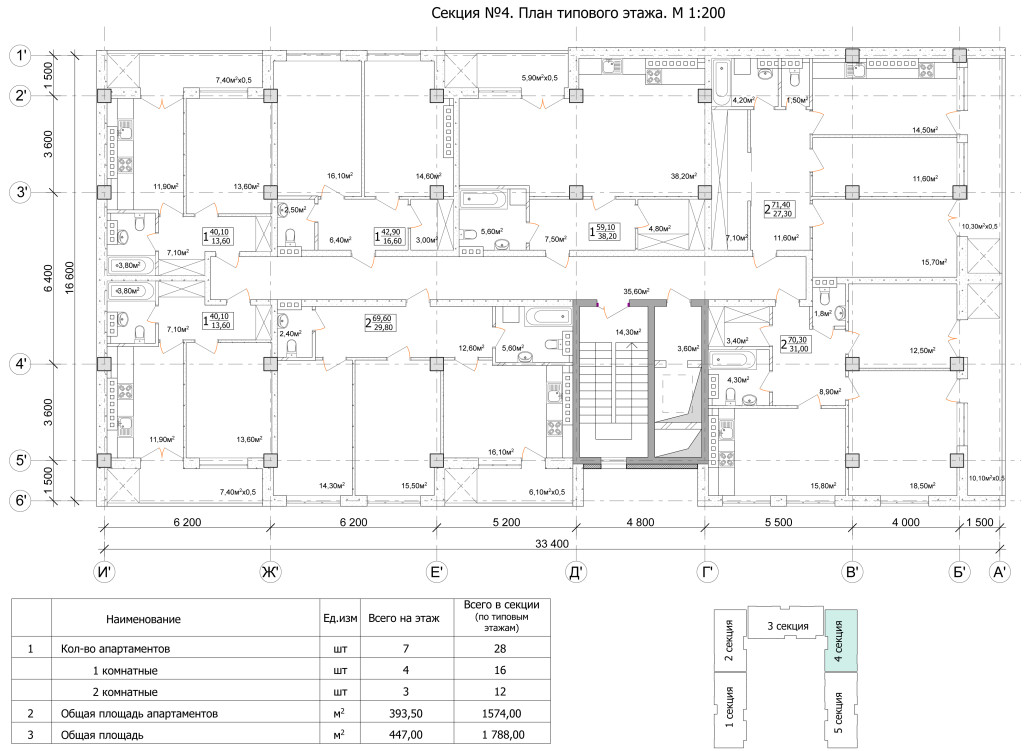 Секция №4. План типового этажа. М 1:200
1'
2'
3'
4'
5'
6'
1 500
3 600
6 400
3 600
1 500
16 600
7,40м²х0,5
5,90м²х0,5
4,20м²
1,50м²
14,50м²
11,90м²
13,60м²
16,10м²
14,60м²
38,20м²
11,60м²
2,50м²
6,40м²
1 42,90 16,60
3,00м²
5,60м²
7,50м²
1 59,10 38,20
4,80м²
2 71,40 27,30
7,10м²
11,60м²
10,30м²х0,5
15,70м²
1 40,10 13,60
7,10м²
3,80м²
3,80м²
35,60м²
1 40,10 13,60
7,10м²
2 69,60 29,80
2,40м²
12,60м²
5,60м²
14,30м²
3,60м²
1,8м²
3,40м²
2 70,30 31,00
12,50м²
4,30м²
8,90м²
11,90м²
13,60м²
14,30м²
15,50м²
16,10м²
15,80м²
18,50м²
10,10м²х0,5
7,40м²х0,5
6,10м²х0,5
6 200
6 200
5 200
4 800
5 500
4 000
1 500
33 400
И'
Ж'
Е'
Д'
Г'
В'
Б'
А'
Наименование
Ед.изм
Всего на этаж
Всего в секции
(по типовым
этажам)
1 Кол-во апартаментов шт 7 28
1 комнатные шт 4 16
2 комнатные шт 3 12
2 Общая площадь апартаментов м² 393,50 1574,00
3 Общая площадь м² 447,00 1 788,00
3 секция
2 секция
4 секция
1 секция
5 секция